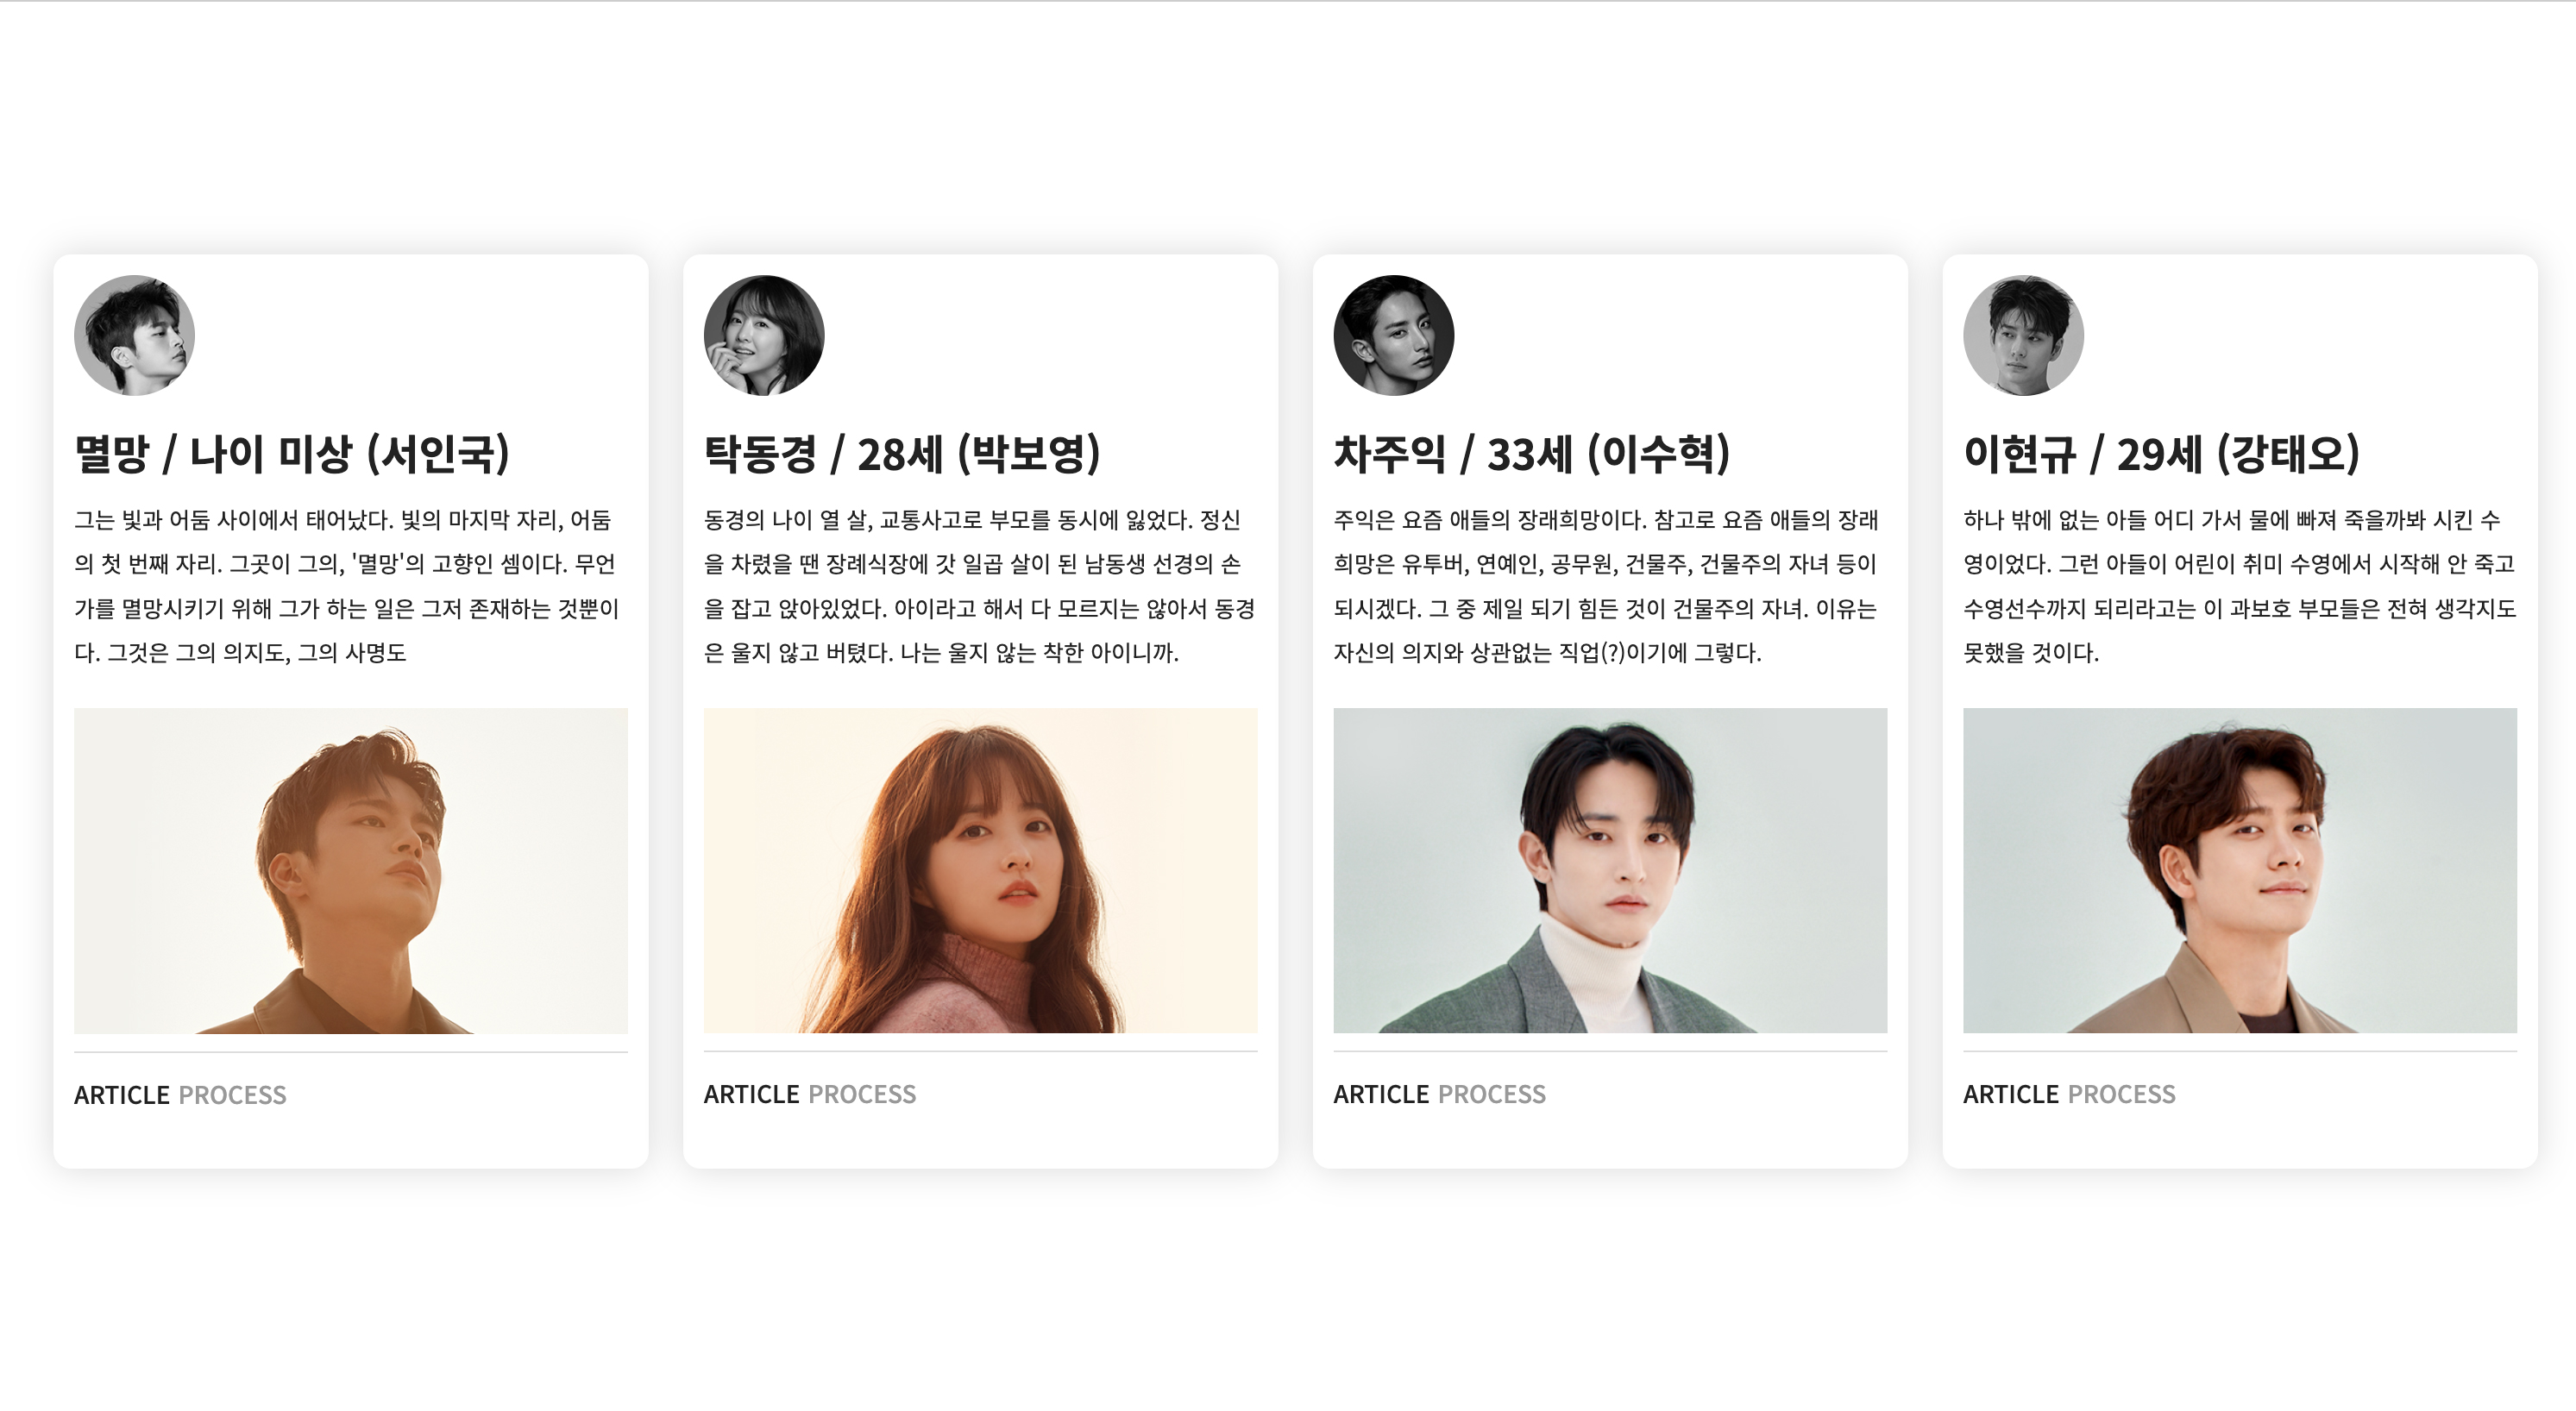 멸망 / 나이 미상 (서인국)
그는 빛과 어둠 사이에서 태어났다. 빛의 마지막 자리, 어둠
의 첫 번째 자리. 그곳이 그의, '멸망'의 고향인 셈이다. 무언
가를 멸망시키기 위해 그가 하는 일은 그저 존재하는 것뿐이
다. 그것은 그의 의지도, 그의 사명도
ARTICLE PROCESS
탁동경 / 28세 (박보영)
동경의 나이 열 살, 교통사고로 부모를 동시에 잃었다. 정신
을 차렸을 땐 장례식장에 갓 일곱 살이 된 남동생 선경의 손
을 잡고 앉아있었다. 아이라고 해서 다 모르지는 않아서 동경
은 울지 않고 버텼다. 나는 울지 않는 착한 아이니까.
ARTICLE PROCESS
차주익 / 33세 (이수혁)
주익은 요즘 애들의 장래희망이다. 참고로 요즘 애들의 장래
희망은 유투버, 연예인, 공무원, 건물주, 건물주의 자녀 등이
되시겠다. 그 중 제일 되기 힘든 것이 건물주의 자녀. 이유는
자신의 의지와 상관없는 직업(?)이기에 그렇다.
ARTICLE PROCESS
이현규 / 29세 (강태오)
하나 밖에 없는 아들 어디 가서 물에 빠져 죽을까봐 시킨 수
영이었다. 그런 아들이 어린이 취미 수영에서 시작해 안 죽고
수영선수까지 되리라고는 이 과보호 부모들은 전혀 생각지도
못했을 것이다.
ARTICLE PROCESS